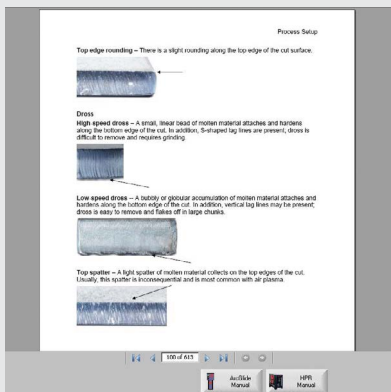 Process Setup
Top edge rounding – There is a slight rounding along the top edge of the cut surface.
Dross
High speed dross – A small, linear bead of molten material attaches and hardens
along the bottom edge of the cut. In addition, S-shaped lag lines are present, dross is
difficult to remove and requires grinding.
Low speed dross – A bubbly or globular accumulation of molten material attaches and
hardens along the bottom edge of the cut. In addition, vertical lag lines may be present;
dross is easy to remove and flakes off in large chunks.
Top spatter – A light spatter of molten material collects on the top edges of the cut.
Usually, this spatter is inconsequential and is most common with air plasma.
100 of 613
ArcGlide
Manual
HPR
Manual